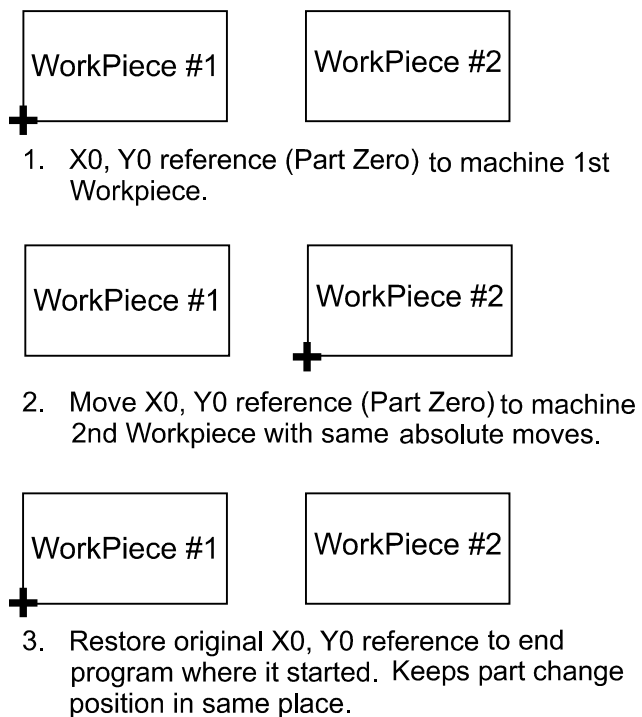 WorkPiece #1 WorkPiece #2
1. X0, Y0 reference (Part Zero) to machine 1st
Workpiece.
WorkPiece #1 WorkPiece #2
2. Move X0, Y0 reference (Part Zero) to machine
2nd Workpiece with same absolute moves.
WorkPiece #1 WorkPiece #2
3. Restore original X0, Y0 reference to end
program where it started. Keeps part change
position in same place.